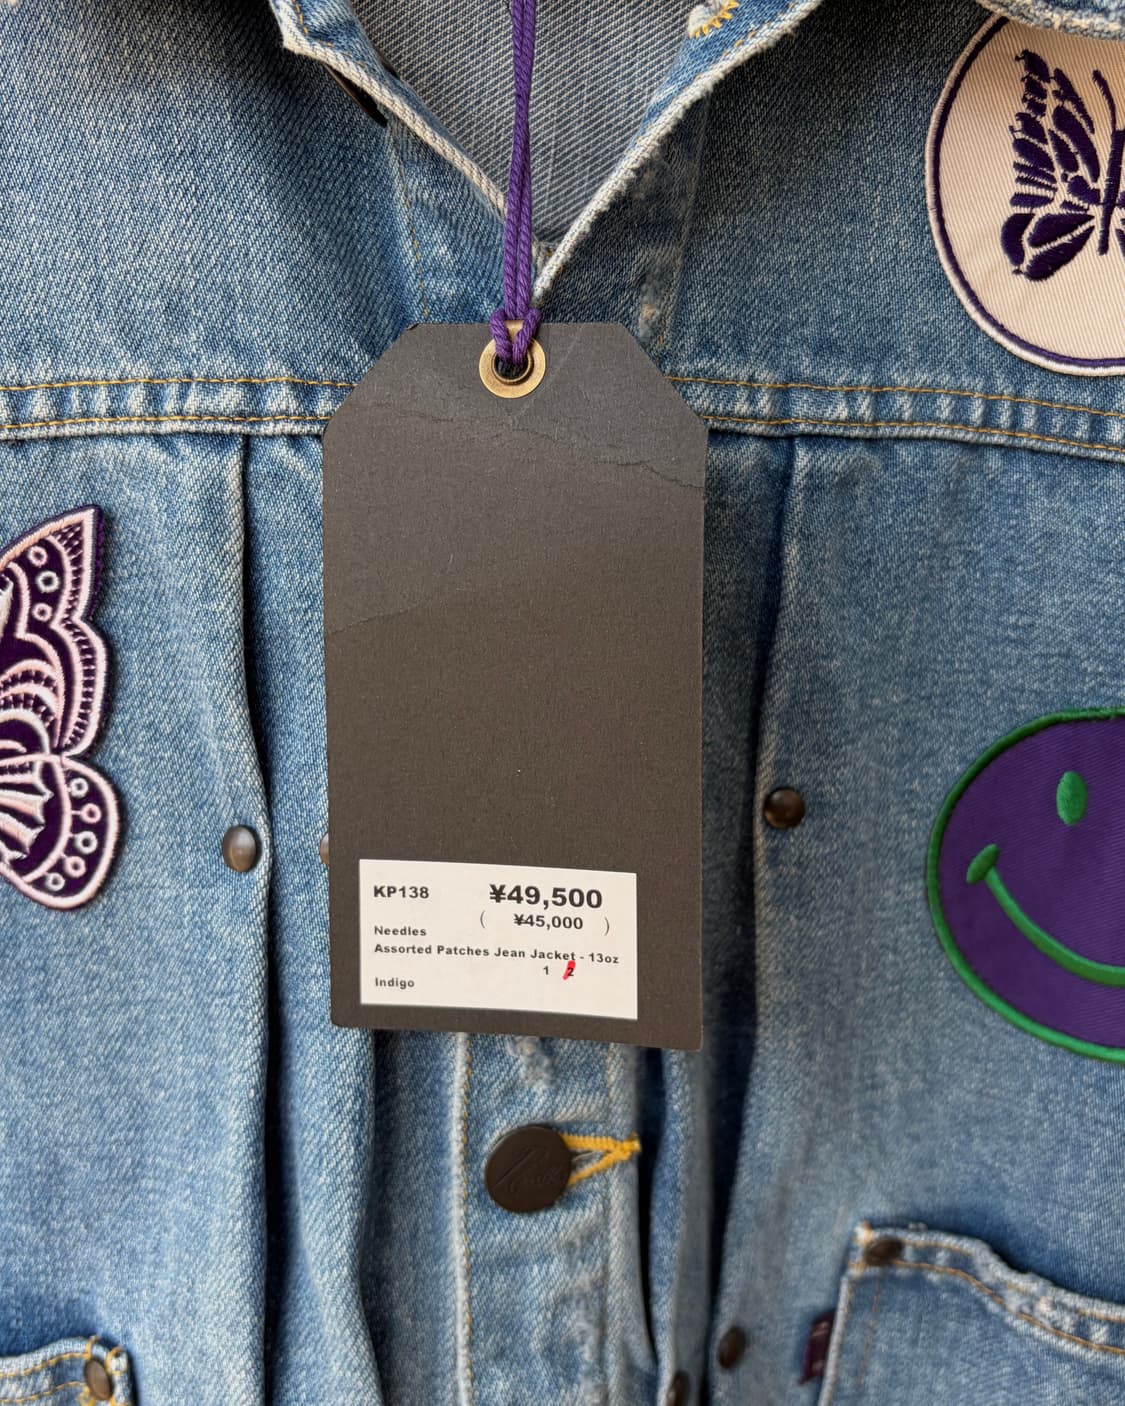 KP138 ¥49,500
( ¥45,000 )
Needles
Assorted Patches Jean Jacket - 13oz
1 2
Indigo